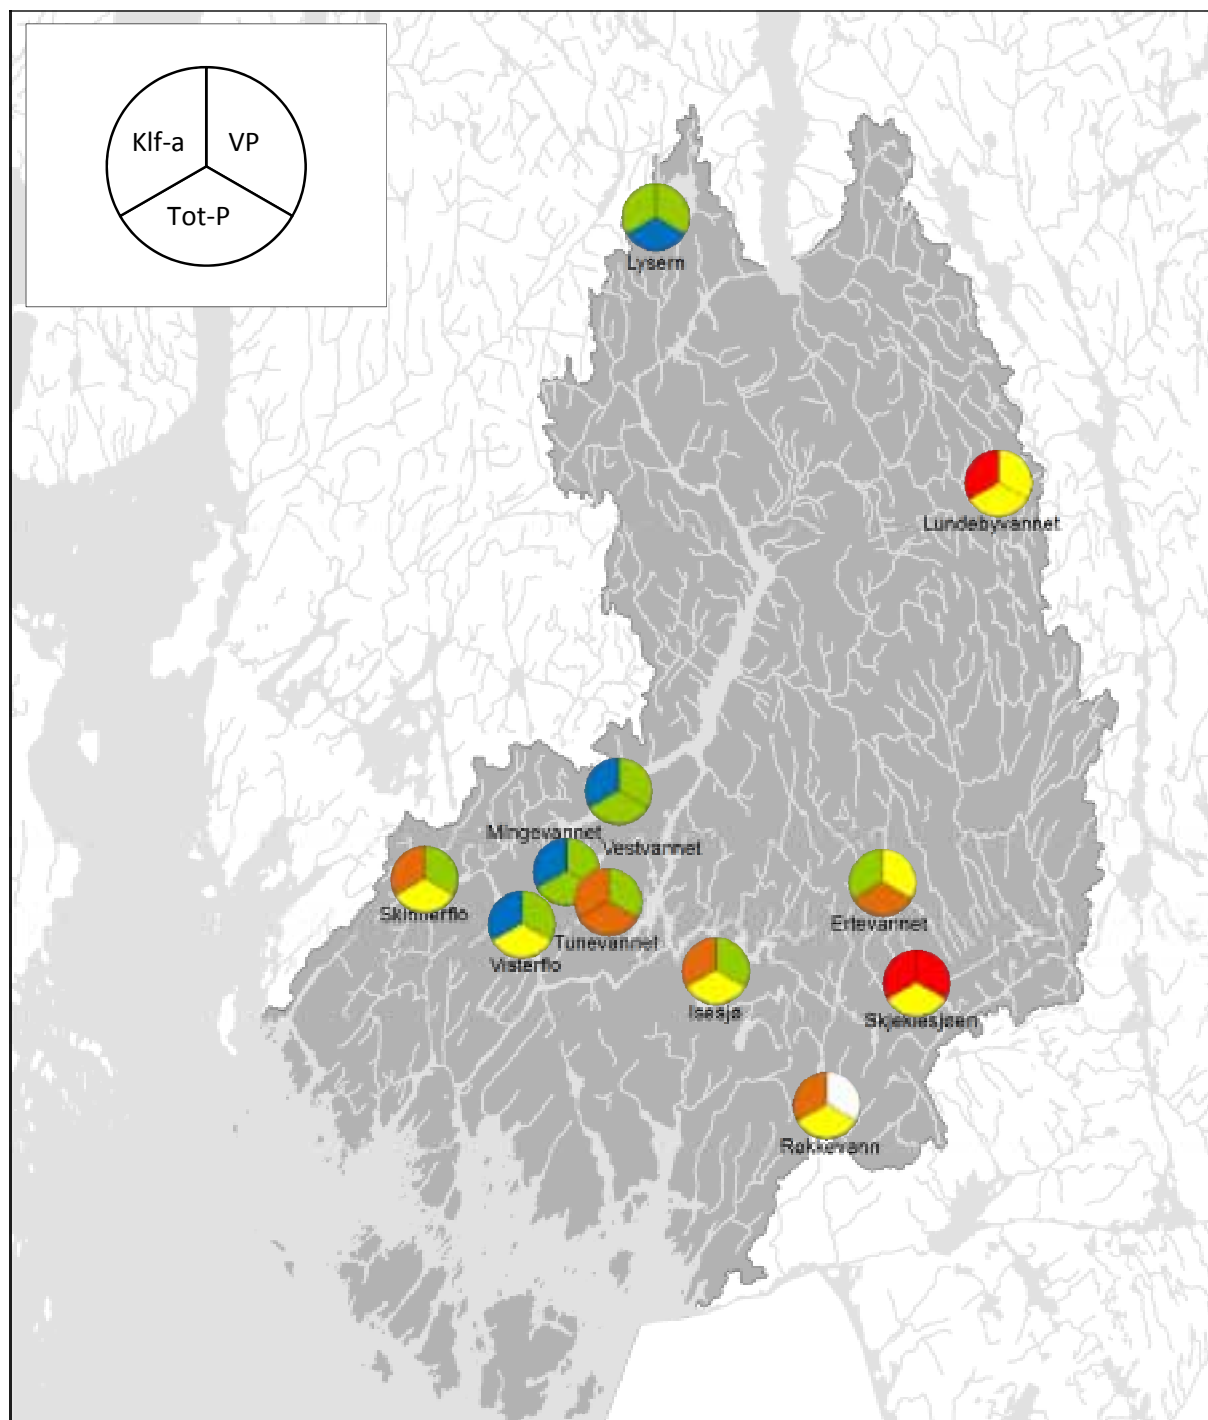 Klf-a VP
Tot-P
Lysern
Lundebyvannet
Mingevannet
Vestvannet
Skinnerflo
Tunevannet
Visterflo
Ertevannet
Isesjø
Skjeklesjøen
Rokkevann